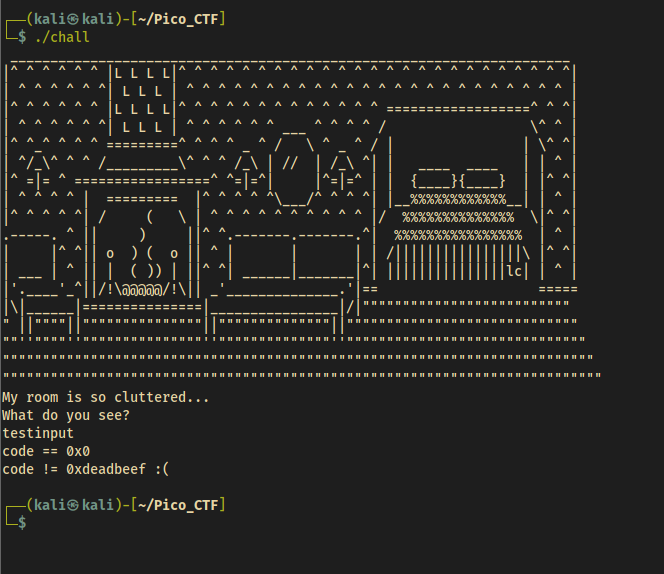 ┌──(kali㉿kali)-[~/Pico_CTF]
└─$ ./chall
L L L L
L L L
L L L L
L L L
lc
My room is so cluttered...
What do you see?
testinput
code == 0x0
code != 0xdeadbeef :(
┌──(kali㉿kali)-[~/Pico_CTF]
└─$